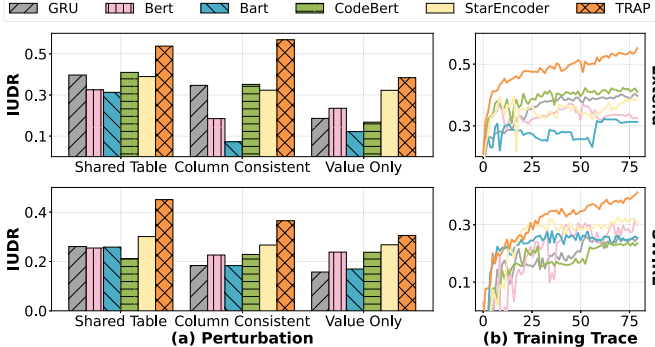 GRU Bert Bart CodeBert StarEncoder TRAP
IUDR
0.5
0.3
0.1
Shared Table Column Consistent Value Only
0.5
0.3
0 25 50 75
IUDR
0.4
0.2
0.0
Shared Table Column Consistent Value Only
(a) Perturbation
0.3
0.1
0 25 50 75
(b) Training Trace